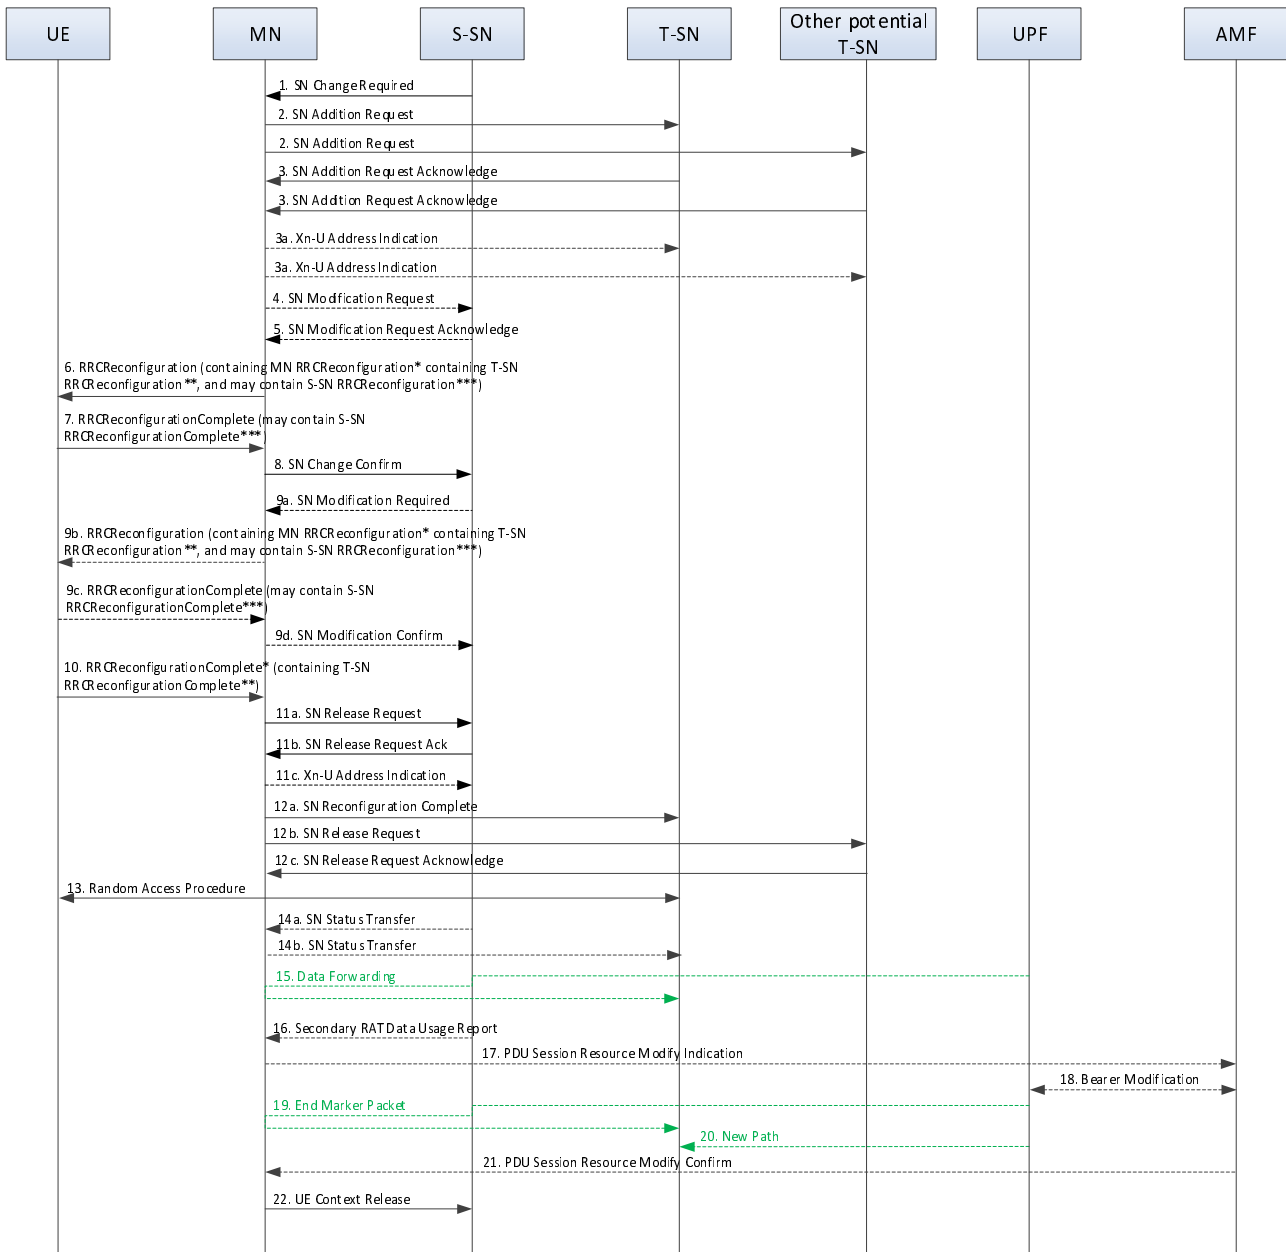 UE
MN
S-SN
T-SN
Other potential
T-SN
UPF
AMF
1. SN Change Required
2. SN Addition Request
2. SN Addition Request
3. SN Addition Request Acknowledge
3. SN Addition Request Acknowledge
3a. Xn-U Address Indication
3a. Xn-U Address Indication
4. SN Modification Request
5. SN Modification Request Acknowledge
6. RRCReconfiguration (containing MN RRCReconfiguration* containing T-SN
RRCReconfiguration**, and may contain S-SN RRCReconfiguration***)
7. RRCReconfigurationComplete (may contain S-SN
RRCReconfigurationComplete***)
8. SN Change Confirm
9a. SN Modification Required
9b. RRCReconfiguration (containing MN RRCReconfiguration* containing T-SN
RRCReconfiguration**, and may contain S-SN RRCReconfiguration***)
9c. RRCReconfigurationComplete (may contain S-SN
RRCReconfigurationComplete***)
9d. SN Modification Confirm
10. RRCReconfigurationComplete* (containing T-SN
RRCReconfigurationComplete**)
11a. SN Release Request
11b. SN Release Request Ack
11c. Xn-U Address Indication
12a. SN Reconfiguration Complete
12b. SN Release Request
12c. SN Release Request Acknowledge
13. Random Access Procedure
14a. SN Status Transfer
14b. SN Status Transfer
15. Data Forwarding
16. Secondary RAT Data Usage Report
17. PDU Session Resource Modify Indication
18. Bearer Modification
19. End Marker Packet
20. New Path
21. PDU Session Resource Modify Confirm
22. UE Context Release